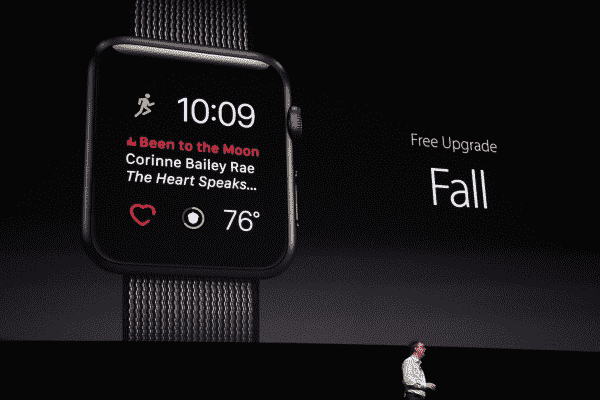 10:09
Been to the Moon
Corinne Bailey Rae
The Heart Speaks...
76°
Free Upgrade
Fall